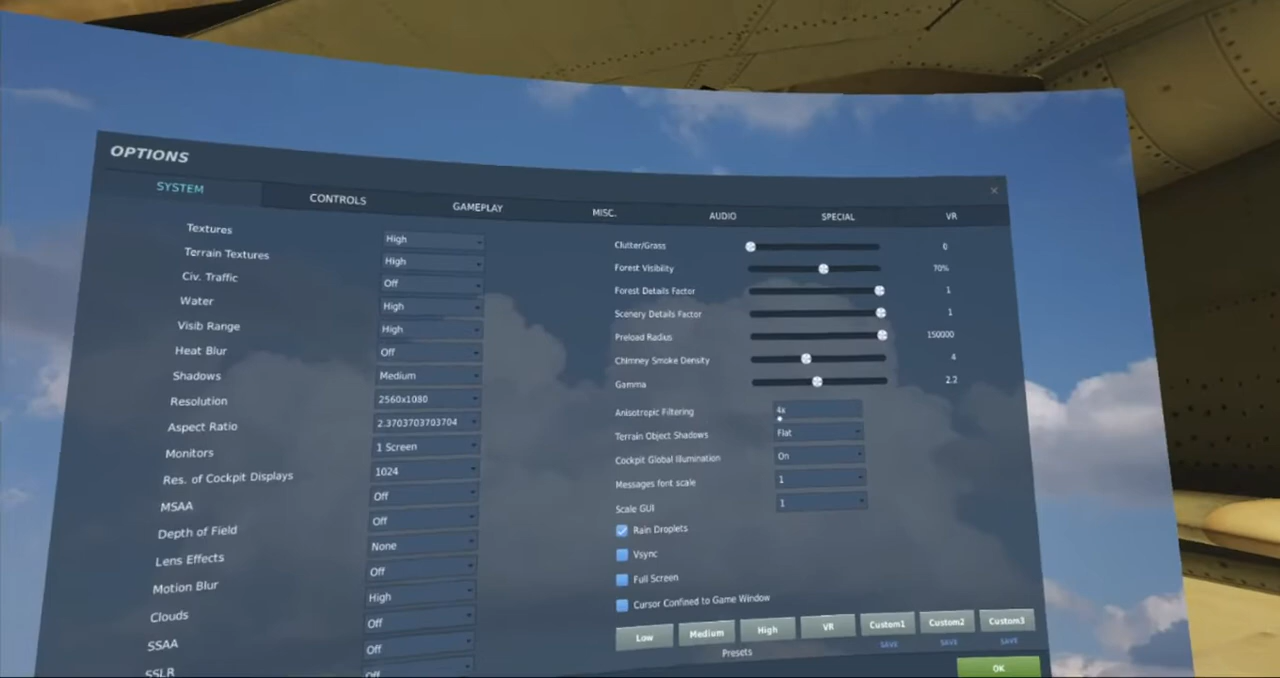 OPTIONS
SYSTEM
CONTROLS
GAMEPLAY
MISC.
AUDIO
SPECIAL
VR
Textures
High
Terrain Textures
High
Civ. Traffic
Off
Water
High
Visib Range
High
Heat Blur
Off
Shadows
Medium
Resolution
2560x1080
Aspect Ratio
2.3703703703704
Monitors
1 Screen
Res. of Cockpit Displays
1024
MSAA
Off
Depth of Field
Off
Lens Effects
None
Motion Blur
Off
Clouds
High
SSAA
Off
SSLR
Off
Off
Clutter/Grass
0
Forest Visibility
70%
Forest Details Factor
1
Scenery Details Factor
1
Preload Radius
150000
Chimney Smoke Density
4
Gamma
2.2
Anisotropic Filtering
4x
Terrain Object Shadows
Flat
Cockpit Global Illumination
On
Messages font scale
1
Scale GUI
1
Rain Droplets
Vsync
Full Screen
Cursor Confined to Game Window
Low
Medium
High
VR
Custom1
Custom2
Custom3
SAVE
SAVE
SAVE
Presets
OK